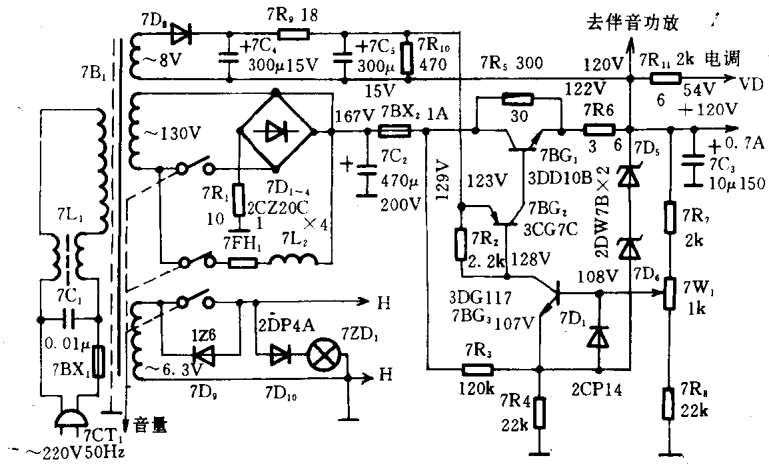 去伴音功放
7D₈
7R₉ 18
~8V
+7C₄
300μ15V
+7C₅
300μ
15V
7R₁₀
470
7R₅ 300
120V
122V
7R₁₁ 2k 电调
6
54V
VD
+120V
7B₁
~130V
167V
7BX₂ 1A
30
7R6
3
6
7D₅
+0.7A
7C₃
10μ150
+
7C₂
470μ
200V
7R₁
10
7D₁₋₄
2CZ20C
1
×4
129V
123V
7BG₁
3DD10B
2DW7B×2
7BG₂
3CG7C
7R₇
2k
7L₁
7FH₁
7L₂
7R₂
2.2k
128V
108V
7D₆
7W₁
1k
7C₁
0.01μ
7BX₁
H
3DG117
7BG₃
107V
7D₁
1Z6
2DP4A
7ZD₁
~6.3V
7D₉
7D₁₀
H
7R₃
120k
2CP14
7R4
22k
7R₈
22k
7CT₁
音量
~220V50Hz